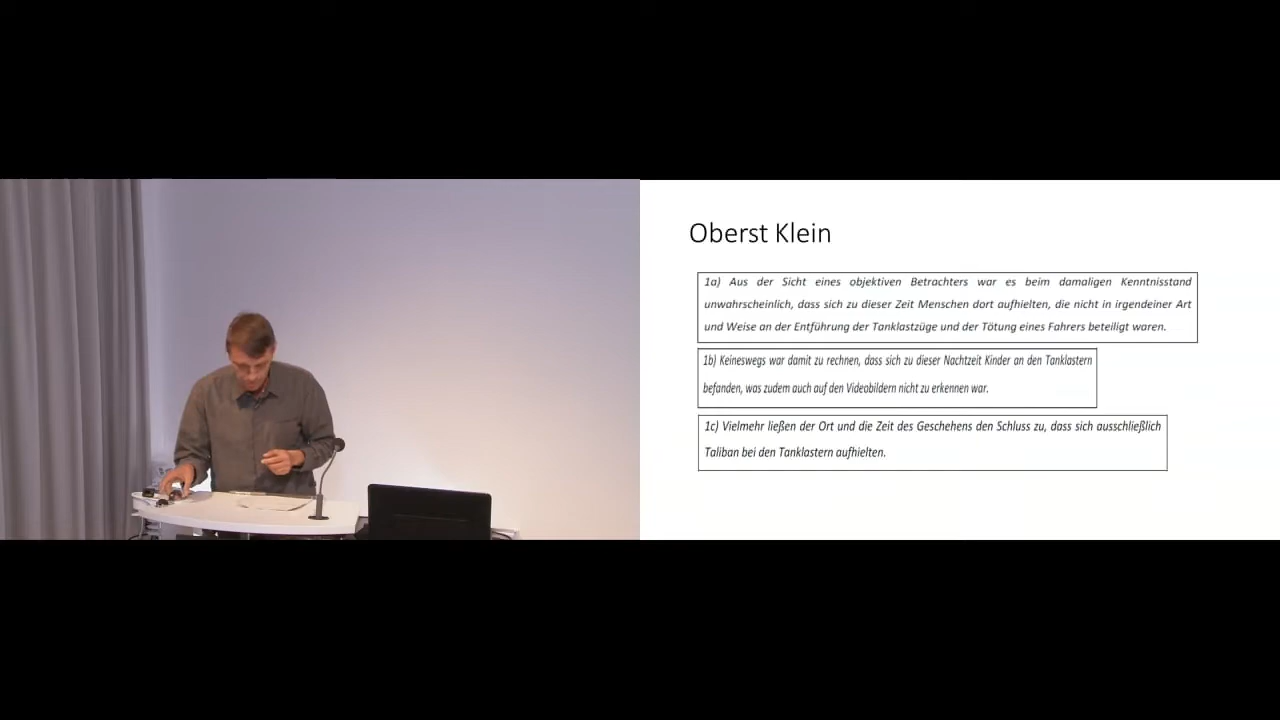 Oberst Klein
1a) Aus der Sicht eines objektiven Betrachters war es beim damaligen Kenntnisstand
unwahrscheinlich, dass sich zu dieser Zeit Menschen dort aufhielten, die nicht in irgendeiner Art
und Weise an der Entführung der Tanklastzüge und der Tötung eines Fahrers beteiligt waren.
1b) Keineswegs war damit zu rechnen, dass sich zu dieser Nachtzeit Kinder an den Tanklastern
befanden, was zudem auch auf den Videobildern nicht zu erkennen war.
1c) Vielmehr ließen der Ort und die Zeit des Geschehens den Schluss zu, dass sich ausschließlich
Taliban bei den Tanklastern aufhielten.